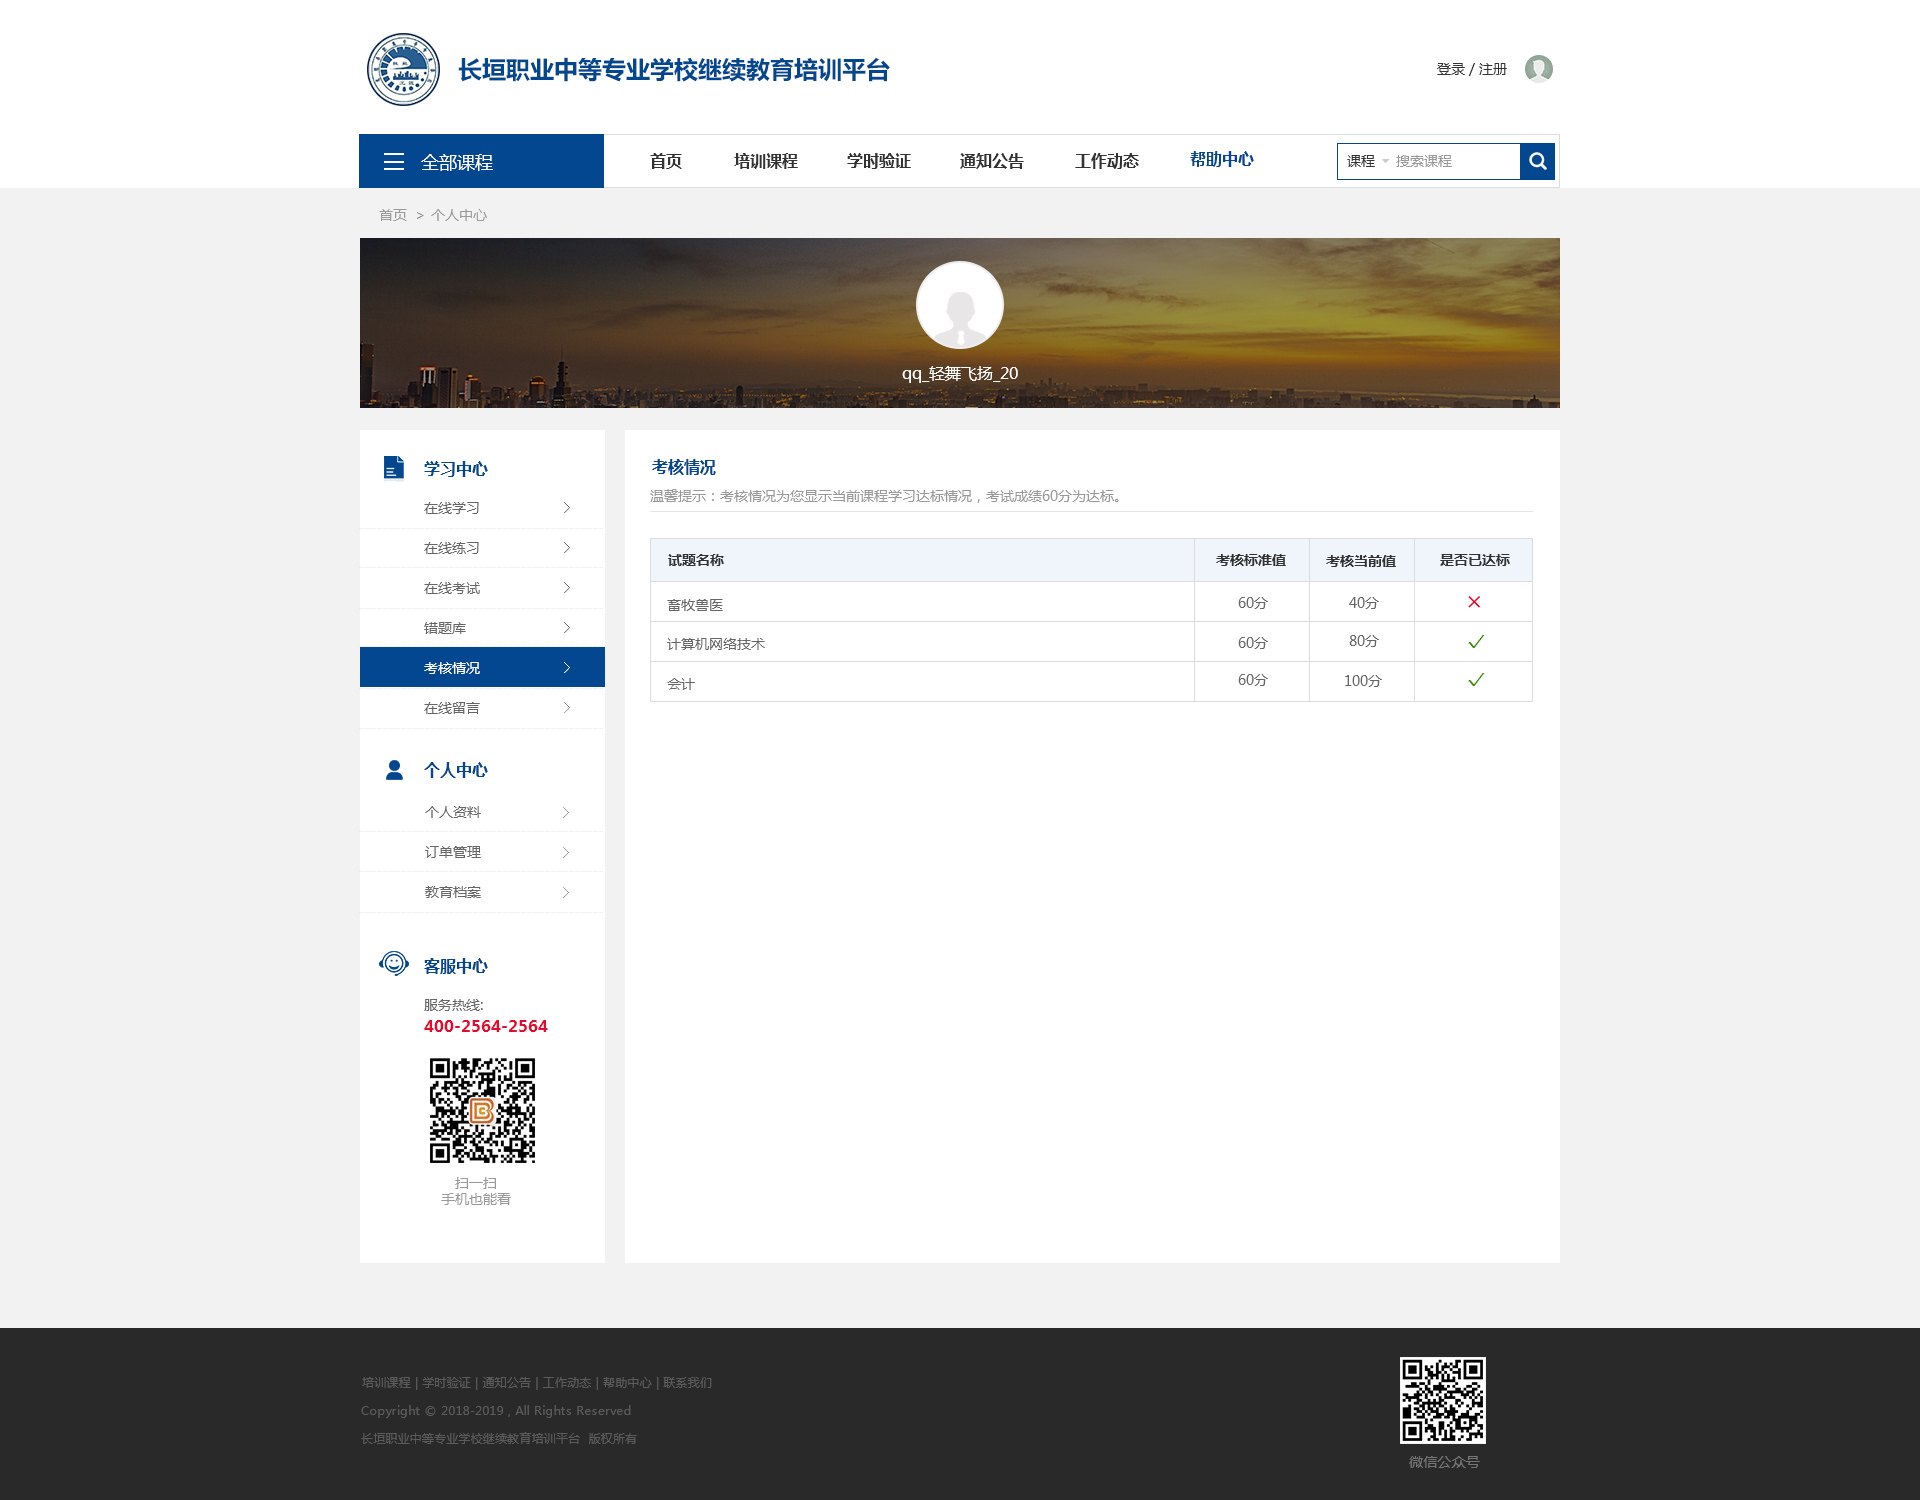 长垣职业中等专业学校继续教育培训平台
登录 / 注册
全部课程
首页 培训课程 学时验证 通知公告 工作动态 帮助中心
课程 搜索课程
首页 > 个人中心
qq_轻舞飞扬_20
学习中心
在线学习
在线练习
在线考试
错题库
考核情况
在线留言
个人中心
个人资料
订单管理
教育档案
客服中心
服务热线:
400-2564-2564
扫一扫
手机也能看
考核情况
温馨提示：考核情况为您显示当前课程学习达标情况，考试成绩60分为达标。
试题名称 考核标准值 考核当前值 是否已达标
畜牧兽医 60分 40分
计算机网络技术 60分 80分
会计 60分 100分
培训课程 | 学时验证 | 通知公告 | 工作动态 | 帮助中心 | 联系我们
Copyright © 2018-2019 , All Rights Reserved
长垣职业中等专业学校继续教育培训平台 版权所有
微信公众号